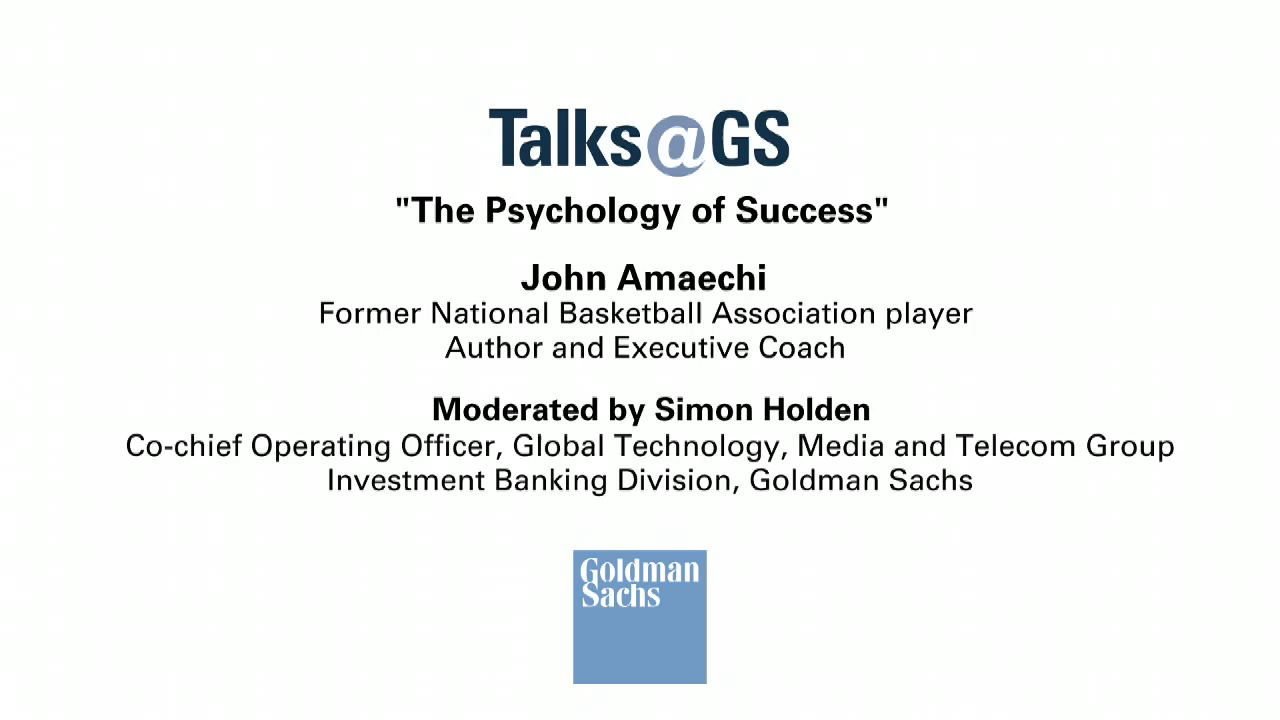 Talks@GS
"The Psychology of Success"
John Amaechi
Former National Basketball Association player
Author and Executive Coach
Moderated by Simon Holden
Co-chief Operating Officer, Global Technology, Media and Telecom Group
Investment Banking Division, Goldman Sachs
Goldman
Sachs